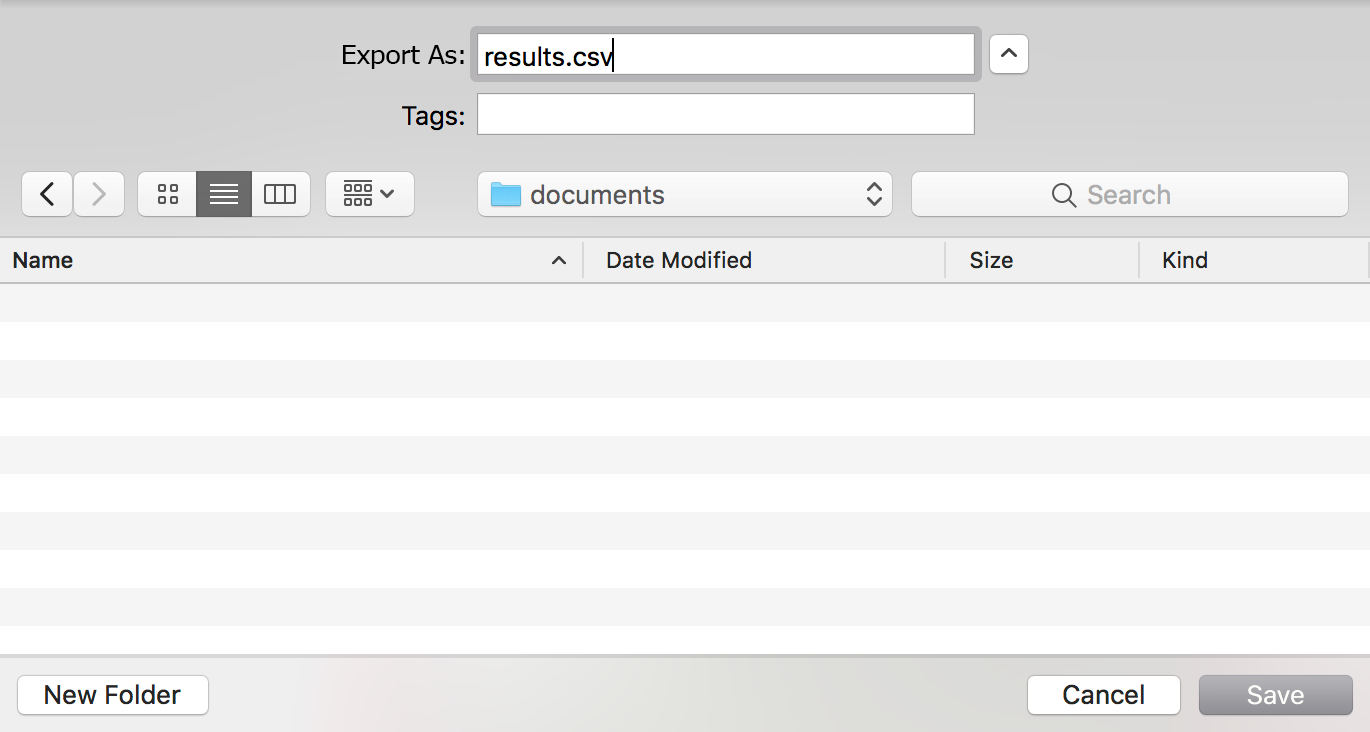 Export As: results.csv
Tags:
documents Search
Name Date Modified Size Kind
New Folder Cancel Save